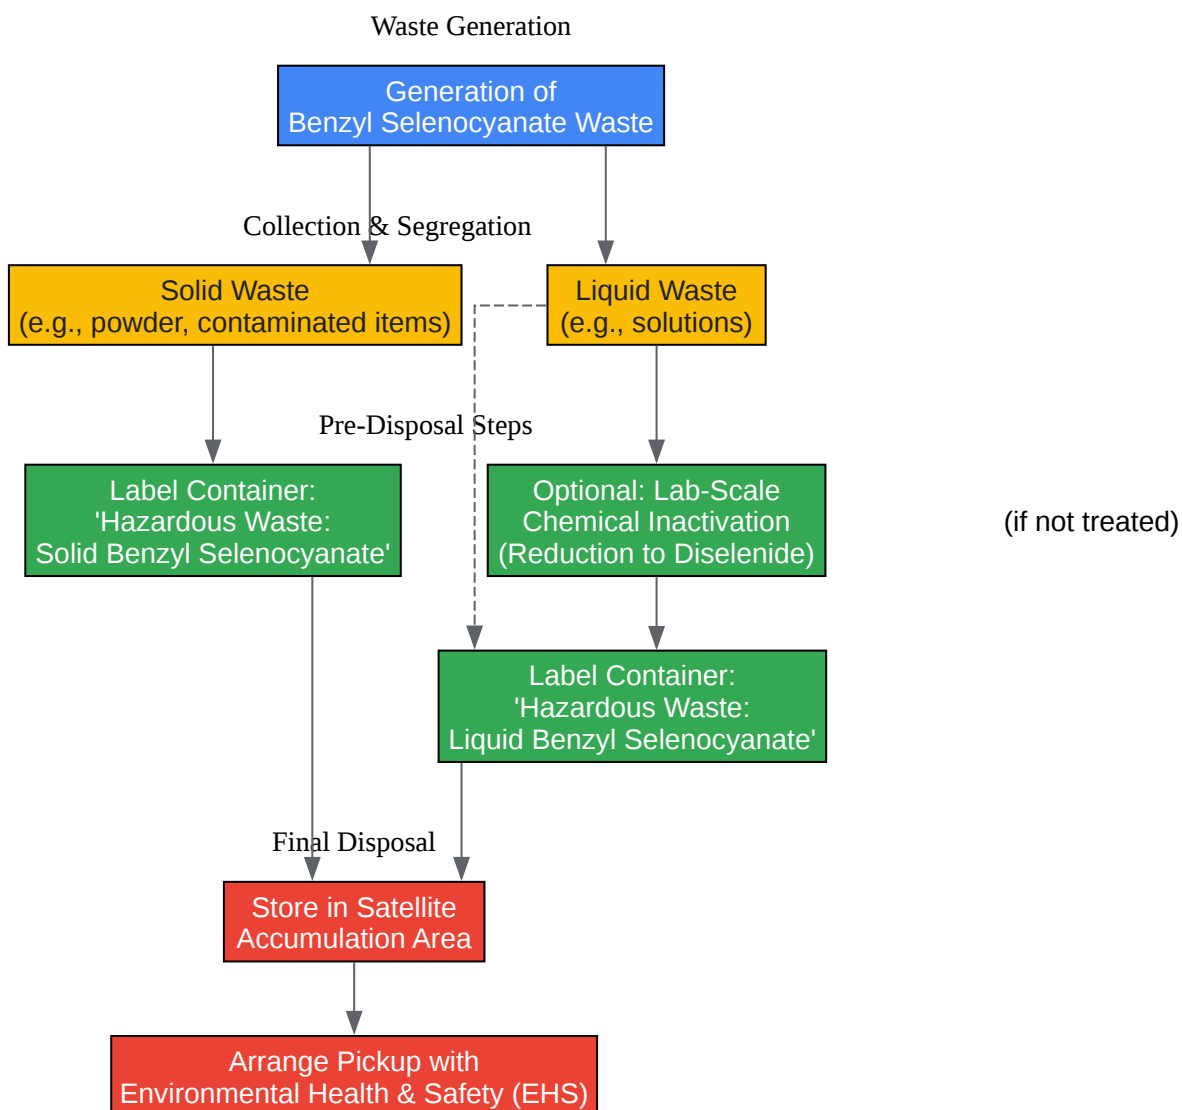 Waste Generation
Generation of
Benzyl Selenocyanate Waste
Collection & Segregation
Solid Waste
(e.g., powder, contaminated items)
Liquid Waste
(e.g., solutions)
Pre-Disposal Steps
Label Container:
'Hazardous Waste:
Solid Benzyl Selenocyanate'
Optional: Lab-Scale
Chemical Inactivation
(Reduction to Diselenide)
(if not treated)
Label Container:
'Hazardous Waste:
Liquid Benzyl Selenocyanate'
Final Disposal
Store in Satellite
Accumulation Area
Arrange Pickup with
Environmental Health & Safety (EHS)